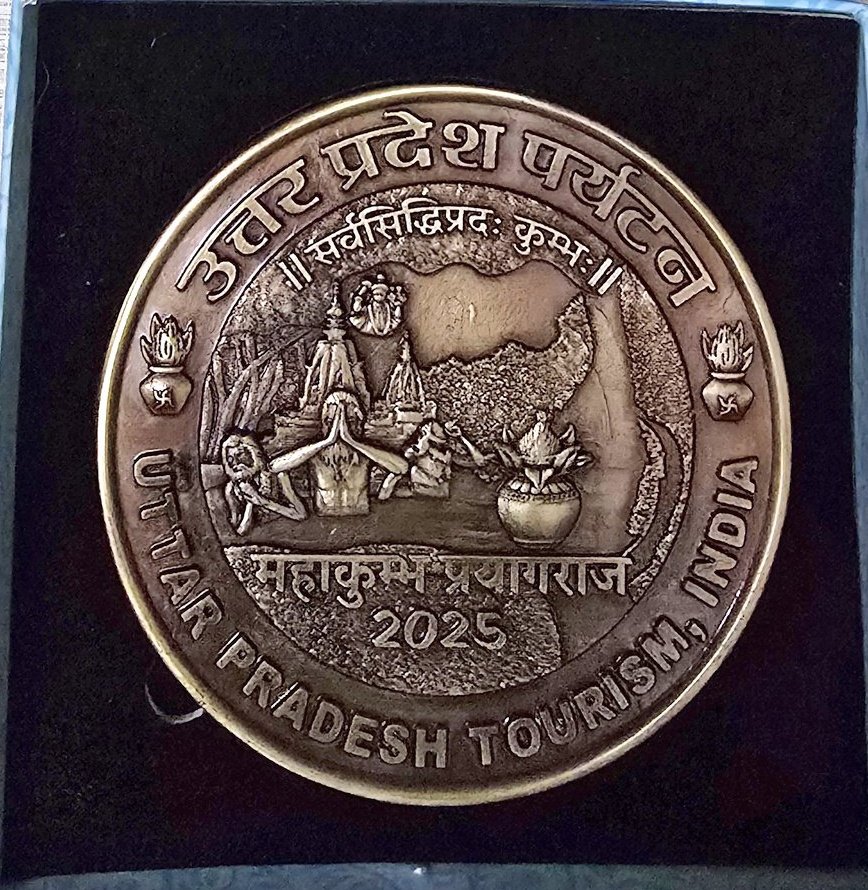 उत्तर प्रदेश पर्यटन
॥ सर्वसिद्धिप्रदः कुम्भः॥
महाकुम्भ प्रयागराज
2025
UTTAR PRADESH TOURISM, INDIA